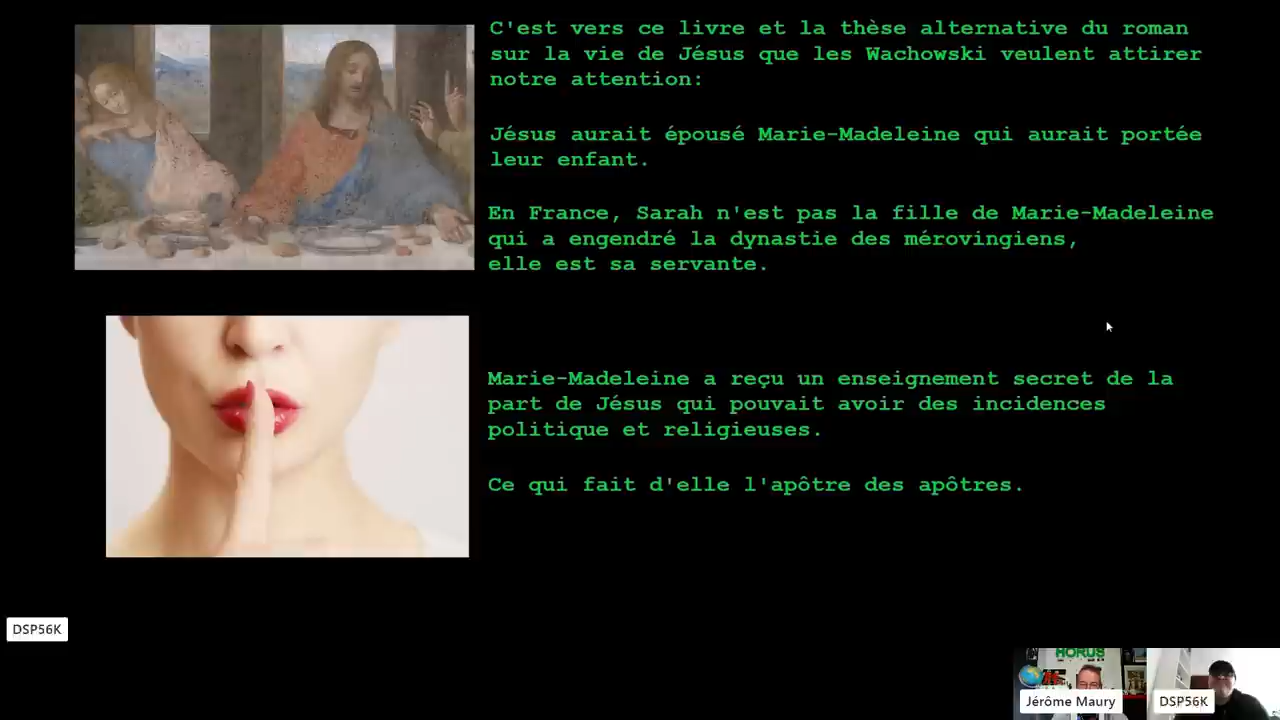 C'est vers ce livre et la thèse alternative du roman
sur la vie de Jésus que les Wachowski veulent attirer
notre attention:
Jésus aurait épousé Marie-Madeleine qui aurait portée
leur enfant.
En France, Sarah n'est pas la fille de Marie-Madeleine
qui a engendré la dynastie des mérovingiens,
elle est sa servante.
Marie-Madeleine a reçu un enseignement secret de la
part de Jésus qui pouvait avoir des incidences
politique et religieuses.
Ce qui fait d'elle l'apôtre des apôtres.
DSP56K
HORUS
Jérôme Maury
DSP56K